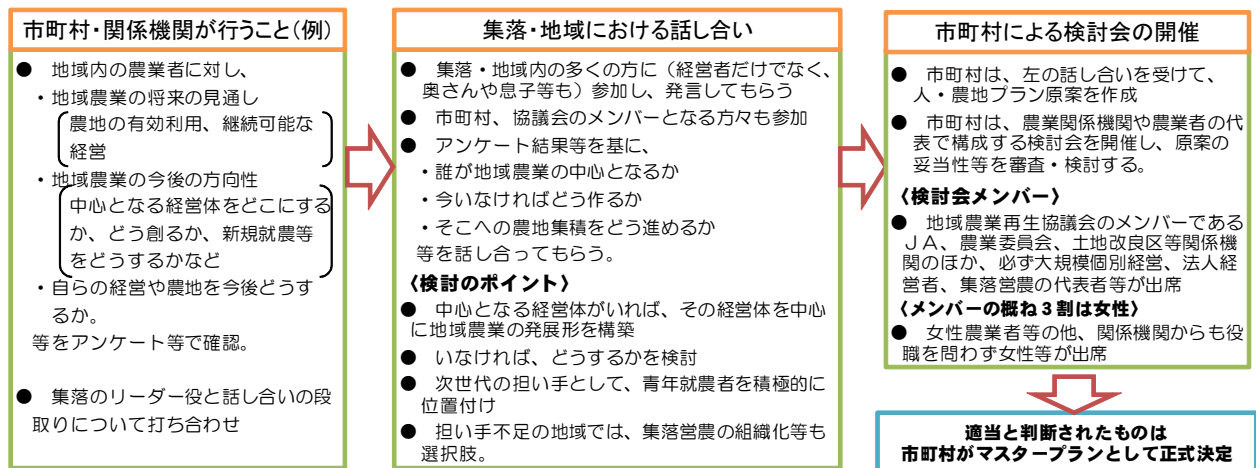 市町村・関係機関が行うこと(例)
● 地域内の農業者に対し、
・地域農業の将来の見通し
農地の有効利用、継続可能な
経営
・地域農業の今後の方向性
中心となる経営体をどこにする
か、どう創るか、新規就農等
をどうするかなど
・自らの経営や農地を今後どうす
るか。
等をアンケート等で確認。
● 集落のリーダー役と話し合いの段
取りについて打ち合わせ
集落・地域における話し合い
● 集落・地域内の多くの方に（経営者だけでなく、
奥さんや息子等も）参加し、発言してもらう
● 市町村、協議会のメンバーとなる方々も参加
● アンケート結果等を基に、
・誰が地域農業の中心となるか
・今いなければどう作るか
・そこへの農地集積をどう進めるか
等を話し合ってもらう。
〈検討のポイント〉
● 中心となる経営体がいれば、その経営体を中心
に地域農業の発展形を構築
● いなければ、どうするかを検討
● 次世代の担い手として、青年就農者を積極的に
位置付け
● 担い手不足の地域では、集落営農の組織化等も
選択肢。
市町村による検討会の開催
● 市町村は、左の話し合いを受けて、
人・農地プラン原案を作成
● 市町村は、農業関係機関や農業者の代
表で構成する検討会を開催し、原案の
妥当性等を審査・検討する。
〈検討会メンバー〉
● 地域農業再生協議会のメンバーである
ＪＡ、農業委員会、土地改良区等関係機
関のほか、必ず大規模個別経営、法人経
営者、集落営農の代表者等が出席
〈メンバーの概ね３割は女性〉
● 女性農業者等の他、関係機関からも役
職を問わず女性等が出席
適当と判断されたものは
市町村がマスタープランとして正式決定